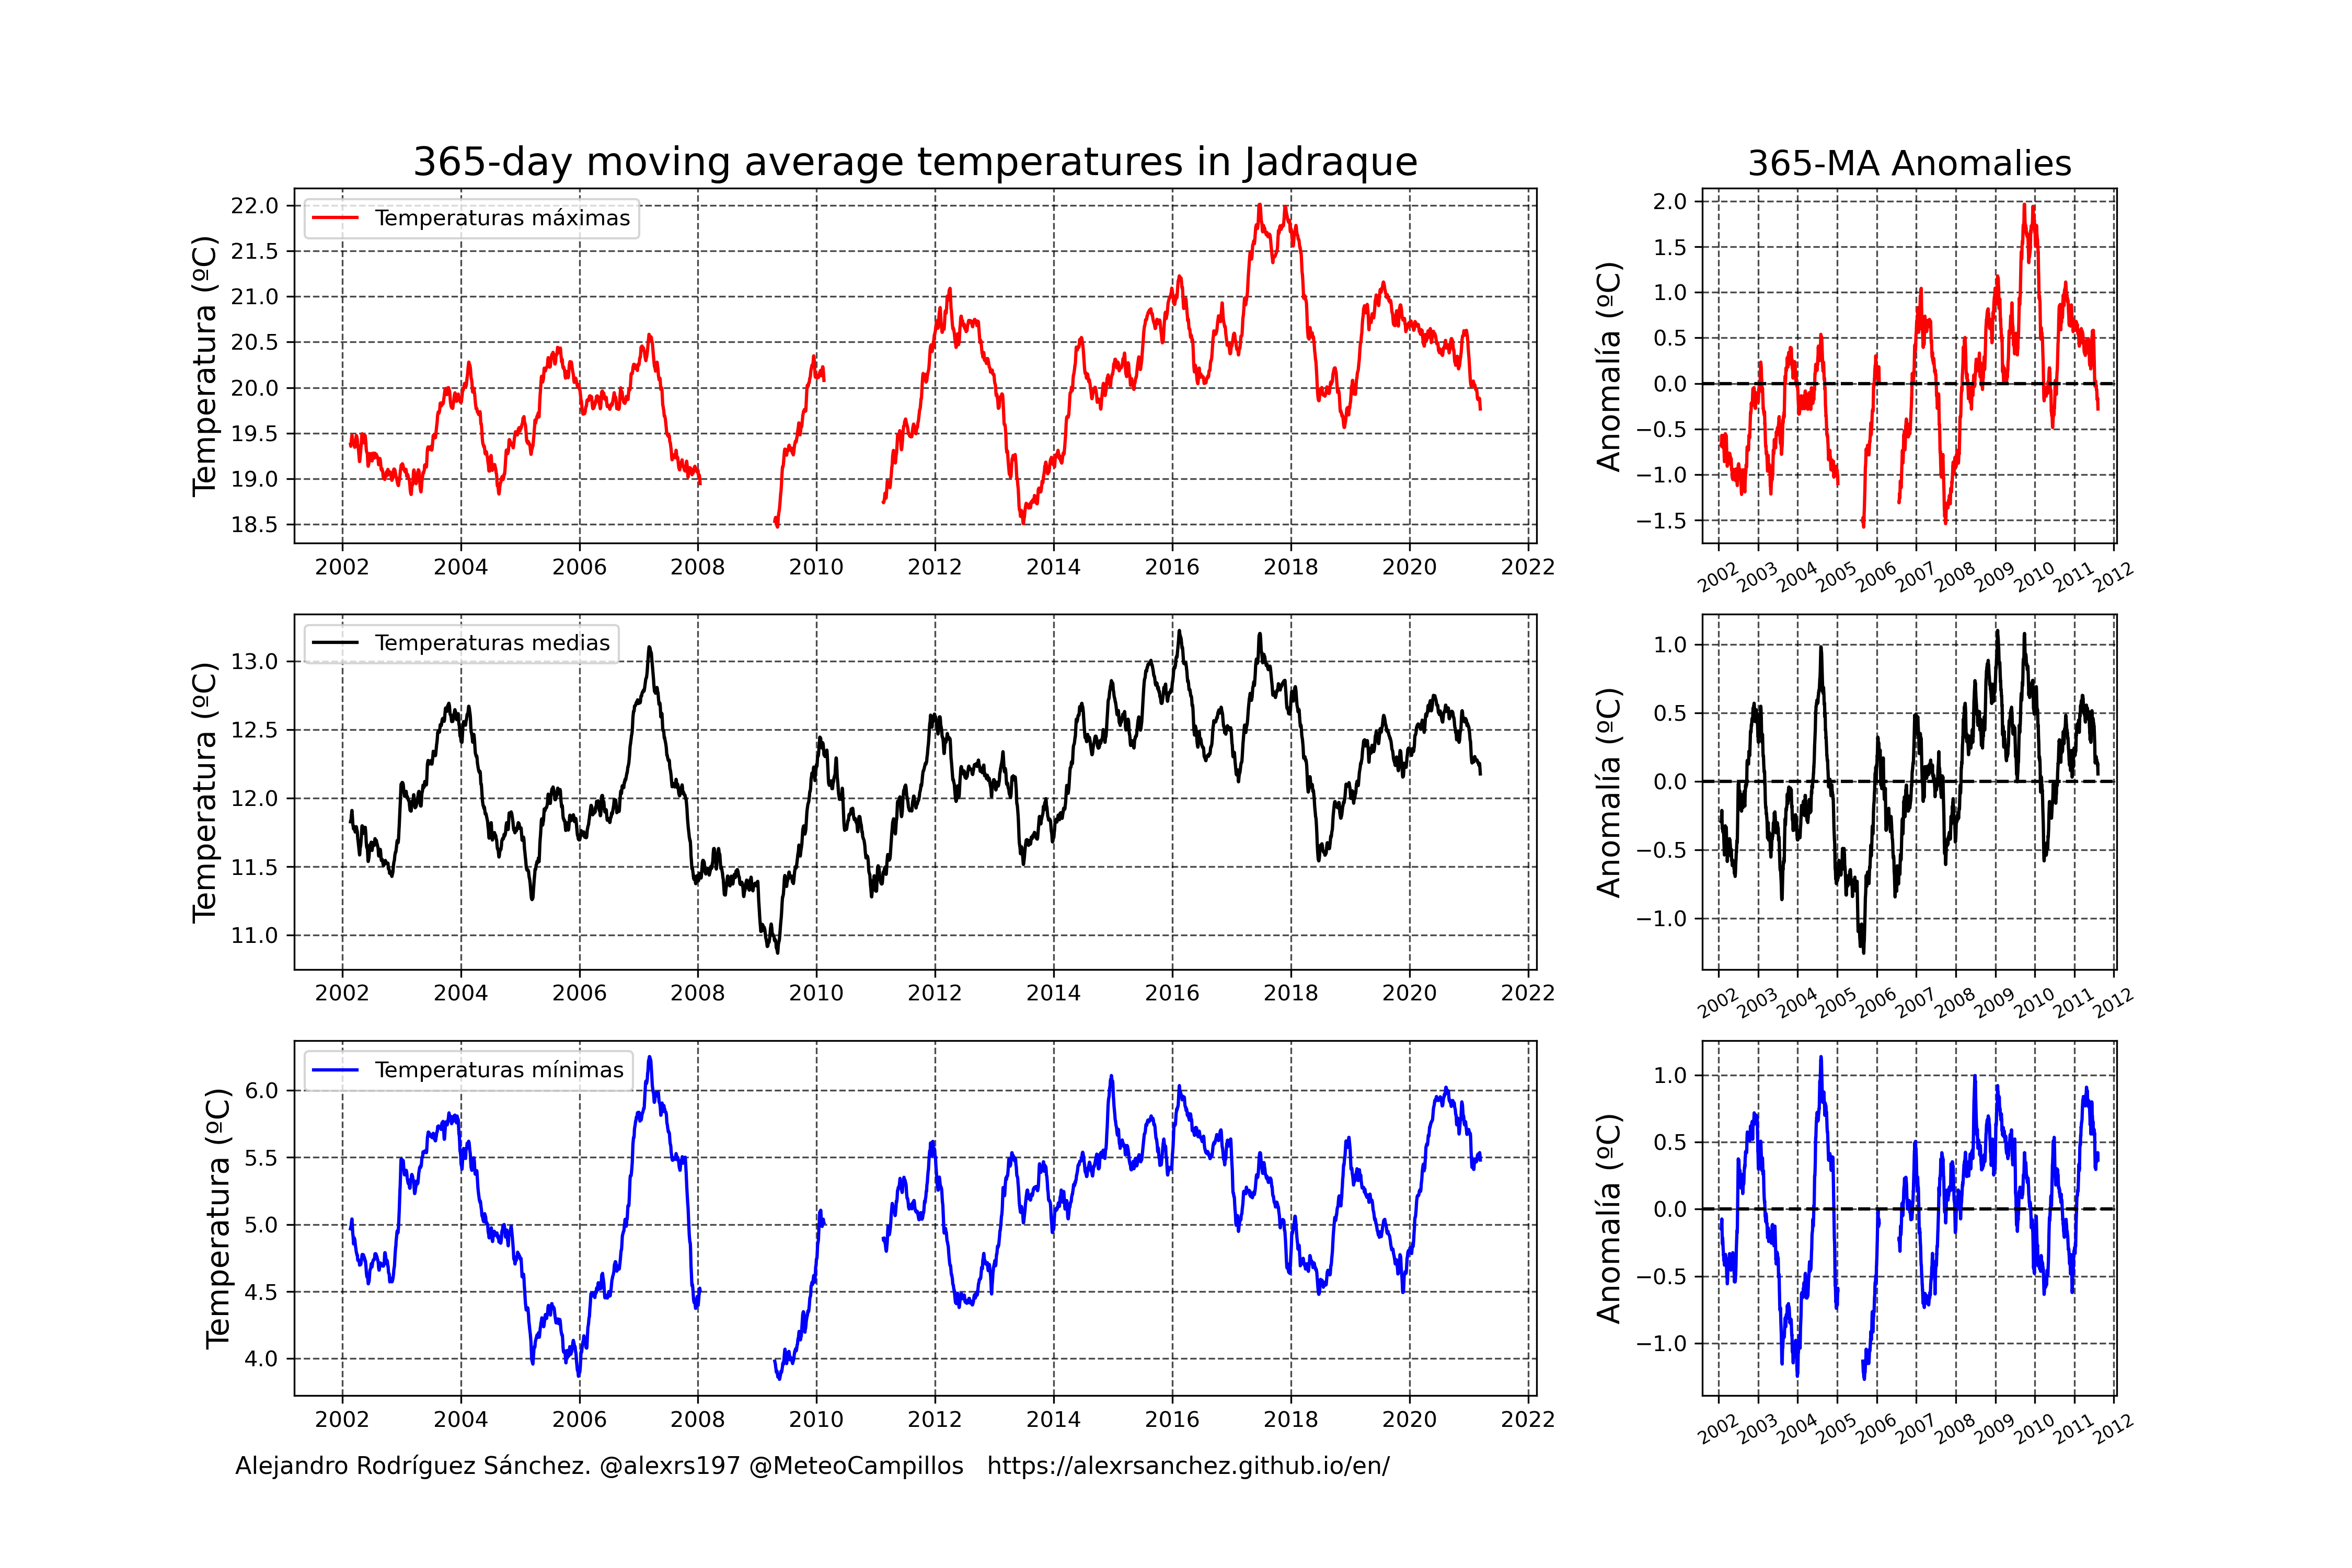 365-day moving average temperatures in Jadraque
365-MA Anomalies
Temperatura (ºC)
22.0
21.5
21.0
20.5
20.0
19.5
19.0
18.5
Temperaturas máximas
2002 2004 2006 2008 2010 2012 2014 2016 2018 2020 2022
Anomalía (ºC)
2.0
1.5
1.0
0.5
0.0
−0.5
−1.0
−1.5
2002 2003 2004 2005 2006 2007 2008 2009 2010 2011 2012
Temperatura (ºC)
13.0
12.5
12.0
11.5
11.0
Temperaturas medias
2002 2004 2006 2008 2010 2012 2014 2016 2018 2020 2022
Anomalía (ºC)
1.0
0.5
0.0
−0.5
−1.0
2002 2003 2004 2005 2006 2007 2008 2009 2010 2011 2012
Temperatura (ºC)
6.0
5.5
5.0
4.5
4.0
Temperaturas mínimas
2002 2004 2006 2008 2010 2012 2014 2016 2018 2020 2022
Anomalía (ºC)
1.0
0.5
0.0
−0.5
−1.0
2002 2003 2004 2005 2006 2007 2008 2009 2010 2011 2012
Alejandro Rodríguez Sánchez. @alexrs197 @MeteoCampillos https://alexrsanchez.github.io/en/